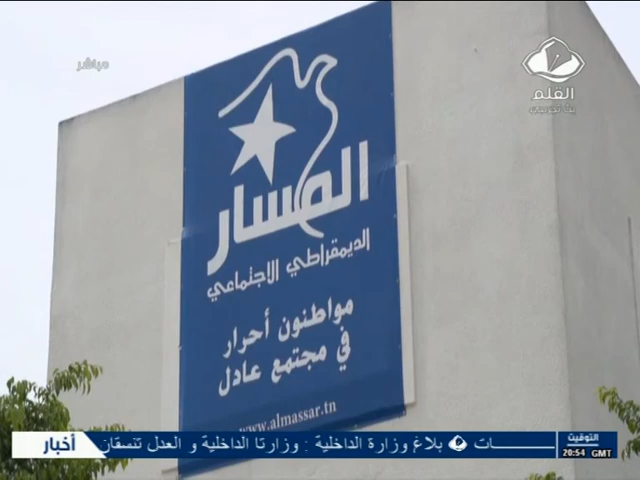 مباشر
القلم
المسار
الديمقراطي الاجتماعي
مواطنون أحرار
في مجتمع عادل
www.almassar.tn
أخبار
ـــات بلاغ وزارة الداخلية : وزارتا الداخلية و العدل تنسقان
التوقيت
20:54 GMT